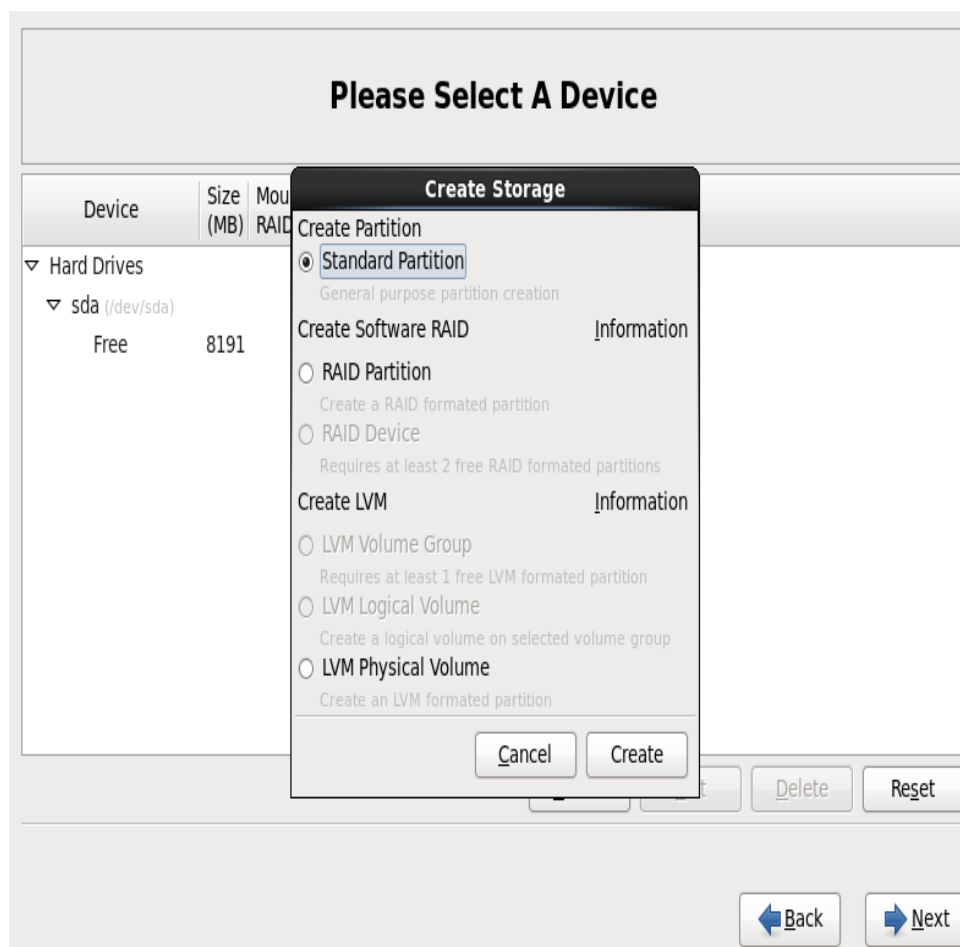 Please Select A Device
Create Storage
Device
Size
(MB)
Mou
RAID
Create Partition
Standard Partition
General purpose partition creation
Hard Drives
sda (/dev/sda)
Free 8191
Create Software RAID Information
RAID Partition
Create a RAID formated partition
RAID Device
Requires at least 2 free RAID formated partitions
Create LVM Information
LVM Volume Group
Requires at least 1 free LVM formated partition
LVM Logical Volume
Create a logical volume on selected volume group
LVM Physical Volume
Create an LVM formated partition
Cancel Create
Delete Reset
Back Next